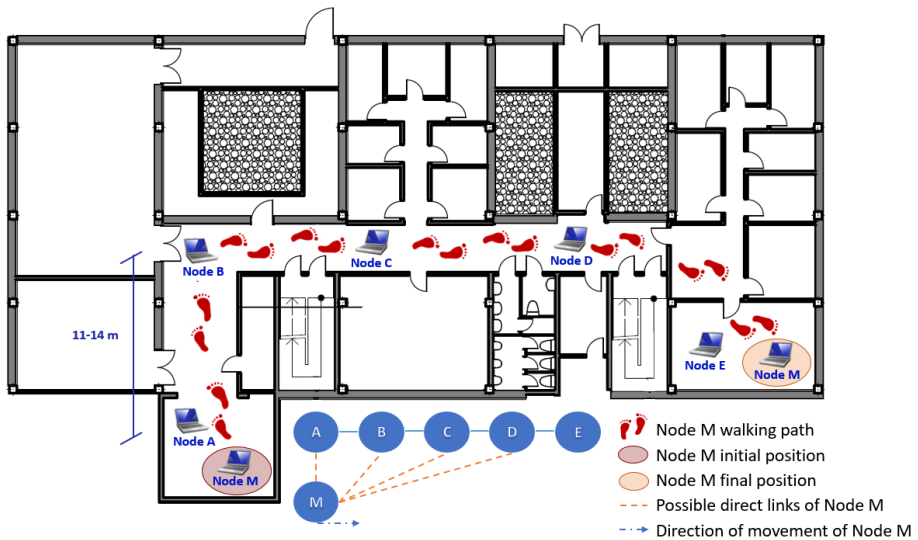 Node B
Node C
Node D
11-14 m
Node E
Node M
Node A
Node M
A
B
C
D
E
M
Node M walking path
Node M initial position
Node M final position
Possible direct links of Node M
Direction of movement of Node M